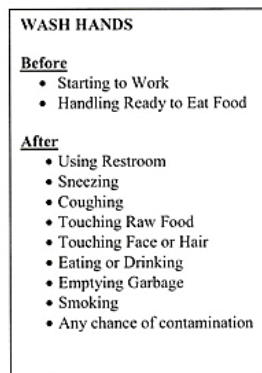 WASH HANDS
Before
• Starting to Work
• Handling Ready to Eat Food
After
• Using Restroom
• Sneezing
• Coughing
• Touching Raw Food
• Touching Face or Hair
• Eating or Drinking
• Emptying Garbage
• Smoking
• Any chance of contamination